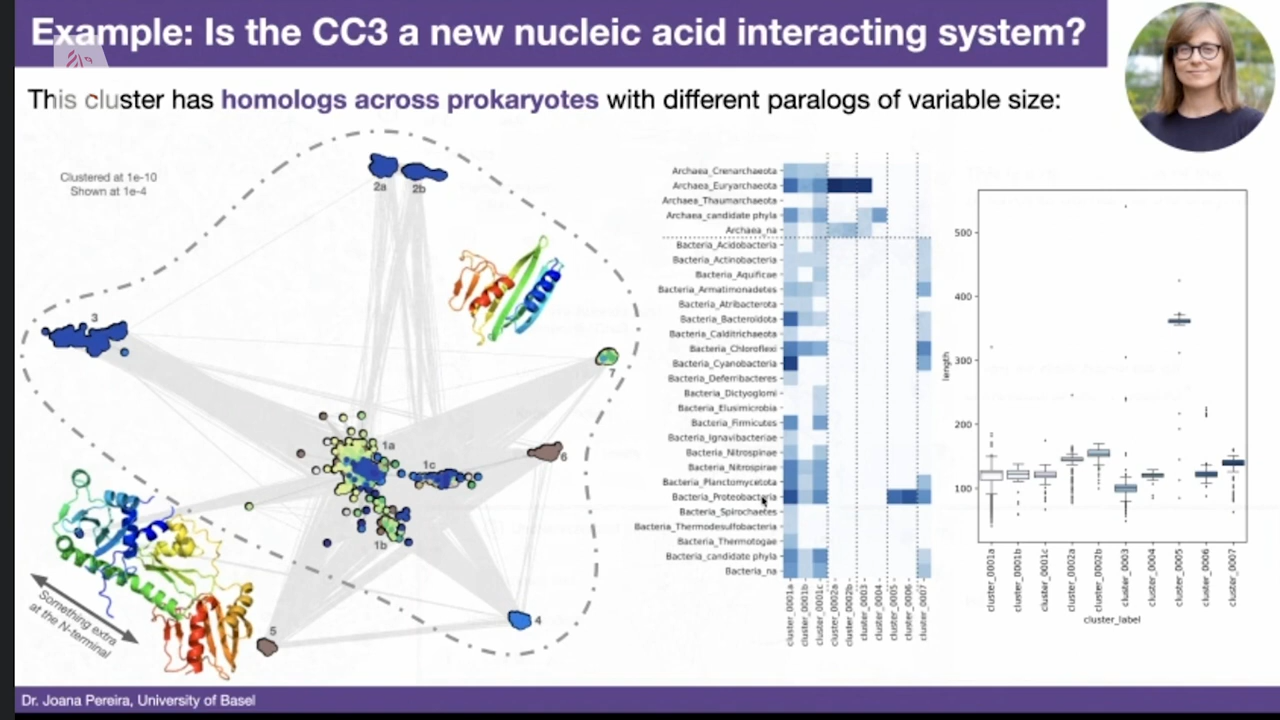 Example: Is the CC3 a new nucleic acid interacting system?
This cluster has homologs across prokaryotes with different paralogs of variable size:
Clustered at 1e-10
Shown at 1e-4
2a
2b
3
7
1a
1c
6
1b
5
4
Something extra
at the N-terminal
Archaea_Crenarchaeota
Archaea_Euryarchaeota
Archaea_Thaumarchaeota
Archaea_candidate phyla
Archaea_na
Bacteria_Acidobacteria
Bacteria_Actinobacteria
Bacteria_Aquificae
Bacteria_Armatimonadetes
Bacteria_Atribacterota
Bacteria_Bacteroidota
Bacteria_Calditrichaeota
Bacteria_Chloroflexi
Bacteria_Cyanobacteria
Bacteria_Deferribacteres
Bacteria_Dictyoglomi
Bacteria_Elusimicrobia
Bacteria_Firmicutes
Bacteria_Ignavibacteriae
Bacteria_Nitrospinae
Bacteria_Nitrospirae
Bacteria_Planctomycetota
Bacteria_Proteobacteria
Bacteria_Spirochaetes
Bacteria_Thermodesulfobacteria
Bacteria_Thermotogae
Bacteria_candidate phyla
Bacteria_na
cluster_0001a
cluster_0001b
cluster_0001c
cluster_0002a
cluster_0002b
cluster_0003
cluster_0004
cluster_0005
cluster_0006
cluster_0007
length
500
400
300
200
100
cluster_0001a
cluster_0001b
cluster_0001c
cluster_0002a
cluster_0002b
cluster_0003
cluster_0004
cluster_0005
cluster_0006
cluster_0007
cluster_label
Dr. Joana Pereira, University of Basel